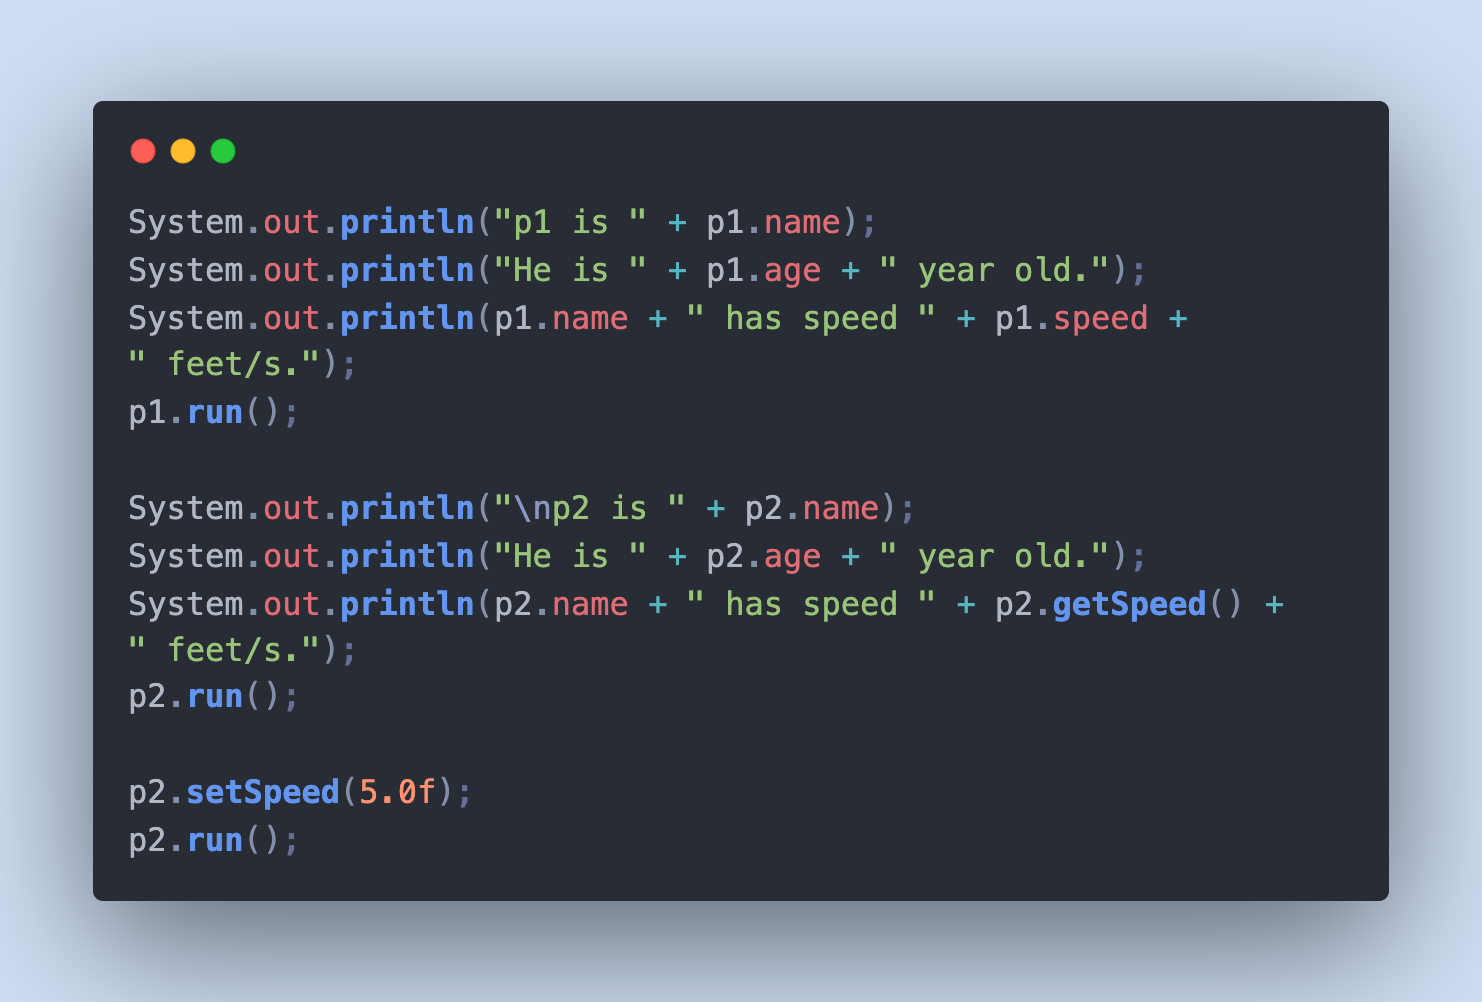 System.out.println("p1 is " + p1.name);
System.out.println("He is " + p1.age + " year old.");
System.out.println(p1.name + " has speed " + p1.speed +
" feet/s.");
p1.run();

System.out.println("\np2 is " + p2.name);
System.out.println("He is " + p2.age + " year old.");
System.out.println(p2.name + " has speed " + p2.getSpeed() +
" feet/s.");
p2.run();

p2.setSpeed(5.0f);
p2.run();